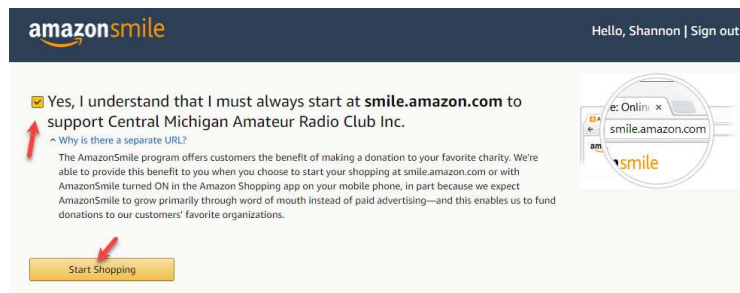 amazonsmile
Hello, Shannon | Sign out
Yes, I understand that I must always start at smile.amazon.com to
support Central Michigan Amateur Radio Club Inc.
Why is there a separate URL?
The AmazonSmile program offers customers the benefit of making a donation to your favorite charity. We're
able to provide this benefit to you when you choose to start your shopping at smile.amazon.com or with
AmazonSmile turned ON in the Amazon Shopping app on your mobile phone, in part because we expect
AmazonSmile to grow primarily through word of mouth instead of paid advertising—and this enables us to fund
donations to our customers' favorite organizations.
Start Shopping
e: Onlin ×
smile.amazon.com
am
smile